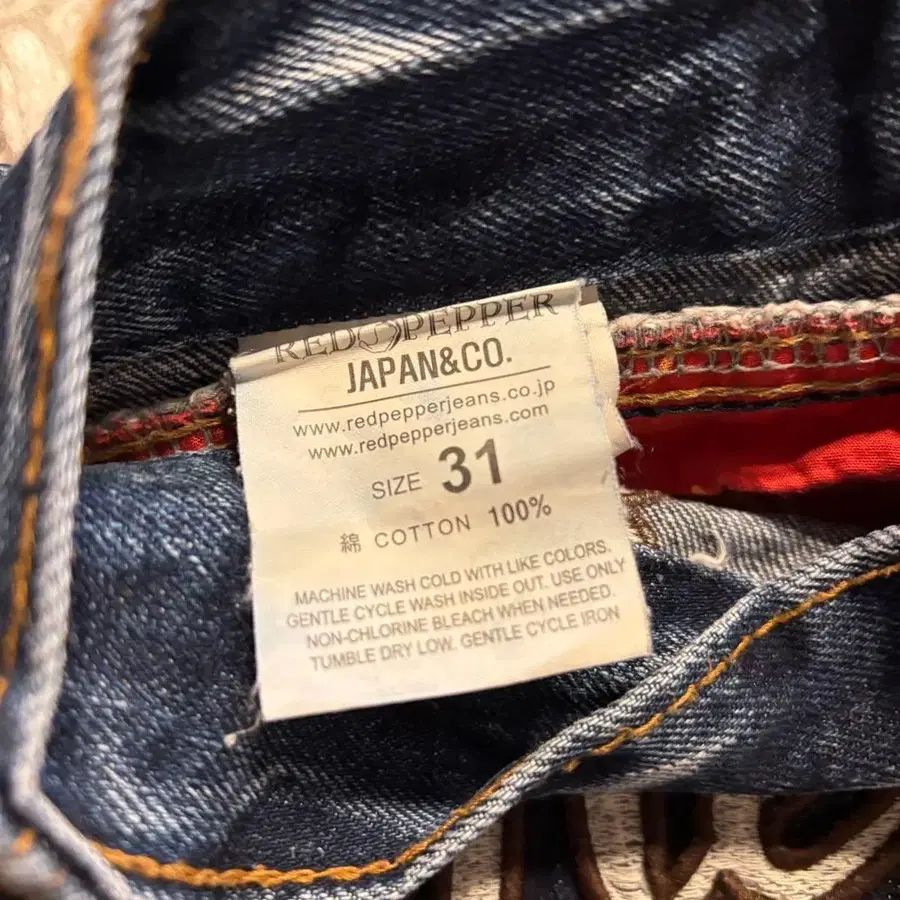 RED PEPPER
JAPAN&CO.
www.redpepperjeans.co.jp
www.redpepperjeans.com
SIZE 31
綿 COTTON 100%
MACHINE WASH COLD WITH LIKE COLORS.
GENTLE CYCLE WASH INSIDE OUT. USE ONLY
NON-CHLORINE BLEACH WHEN NEEDED.
TUMBLE DRY LOW. GENTLE CYCLE IRON